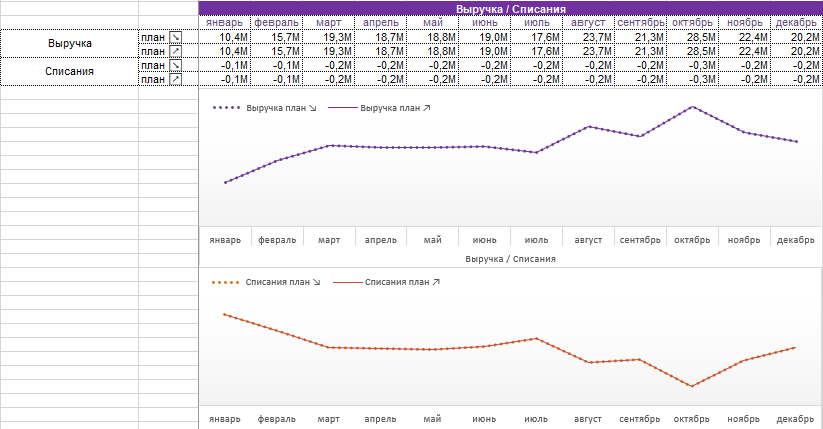 Выручка / Списания
январь февраль март апрель май июнь июль август сентябрь октябрь ноябрь декабрь
Выручка
план ↘ 10,4M 15,7M 19,3M 18,7M 18,8M 19,0M 17,6M 23,7M 21,3M 28,5M 22,4M 20,2M
план ↗ 10,4M 15,7M 19,3M 18,7M 18,8M 19,0M 17,6M 23,7M 21,3M 28,5M 22,4M 20,2M
Списания
план ↘ -0,1M -0,1M -0,2M -0,2M -0,2M -0,2M -0,2M -0,2M -0,2M -0,3M -0,2M -0,2M
план ↗ -0,1M -0,1M -0,2M -0,2M -0,2M -0,2M -0,2M -0,2M -0,2M -0,3M -0,2M -0,2M
Выручка план ↘ Выручка план ↗
январь февраль март апрель май июнь июль август сентябрь октябрь ноябрь декабрь
Выручка / Списания
Списания план ↘ Списания план ↗
январь февраль март апрель май июнь июль август сентябрь октябрь ноябрь декабрь